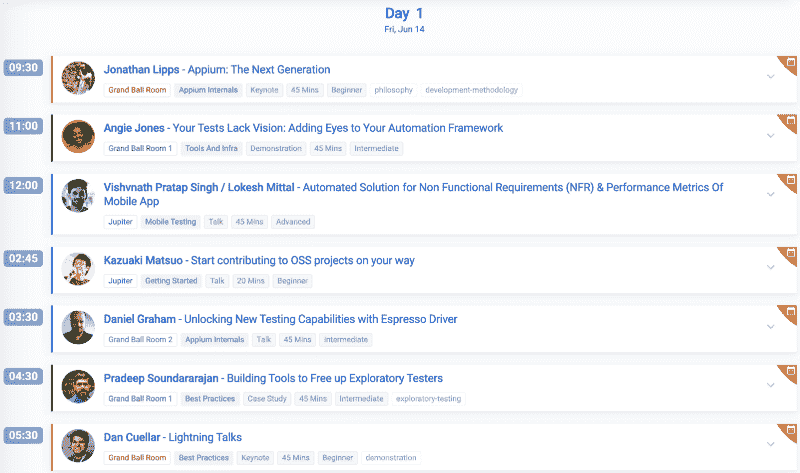 Day 1
Fri, Jun 14
09:30
Jonathan Lipps - Appium: The Next Generation
Grand Ball Room Appium Internals Keynote 45 Mins Beginner philosophy development-methodology
11:00
Angie Jones - Your Tests Lack Vision: Adding Eyes to Your Automation Framework
Grand Ball Room 1 Tools And Infra Demonstration 45 Mins Intermediate
12:00
Vishvnath Pratap Singh / Lokesh Mittal - Automated Solution for Non Functional Requirements (NFR) & Performance Metrics Of
Mobile App
Jupiter Mobile Testing Talk 45 Mins Advanced
02:45
Kazuaki Matsuo - Start contributing to OSS projects on your way
Jupiter Getting Started Talk 20 Mins Beginner
03:30
Daniel Graham - Unlocking New Testing Capabilities with Espresso Driver
Grand Ball Room 2 Appium Internals Talk 45 Mins intermediate
04:30
Pradeep Soundararajan - Building Tools to Free up Exploratory Testers
Grand Ball Room 1 Best Practices Case Study 45 Mins Intermediate exploratory-testing
05:30
Dan Cuellar - Lightning Talks
Grand Ball Room Best Practices Keynote 45 Mins Beginner demonstration